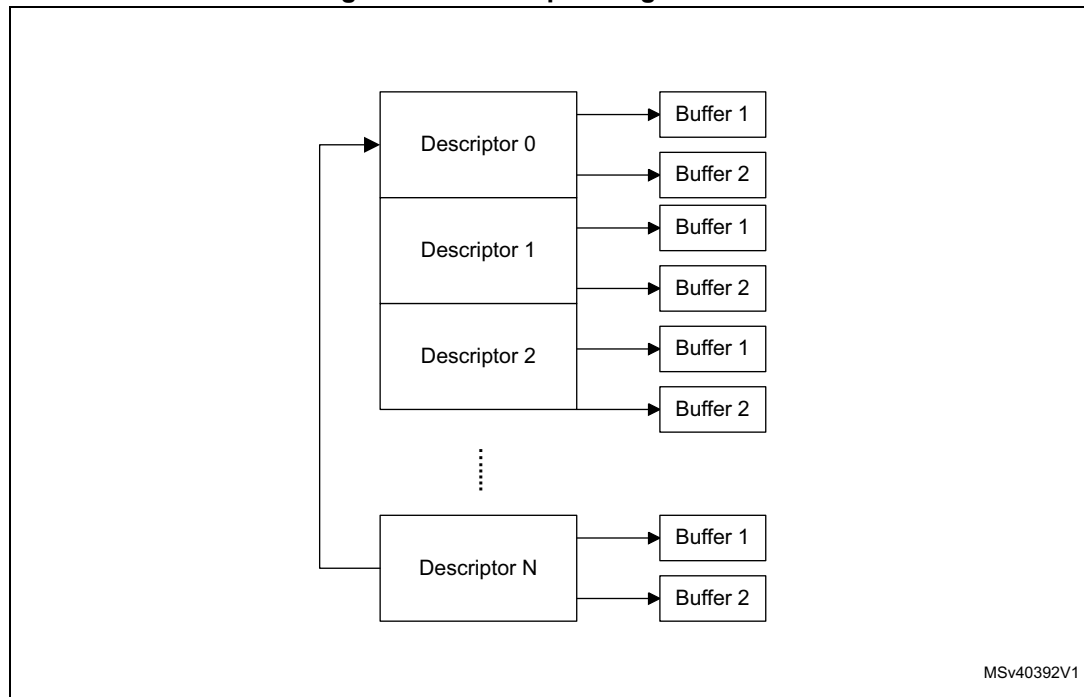 Descriptor 0
Buffer 1
Buffer 2
Descriptor 1
Buffer 1
Buffer 2
Descriptor 2
Buffer 1
Buffer 2
Descriptor N
Buffer 1
Buffer 2
MSv40392V1